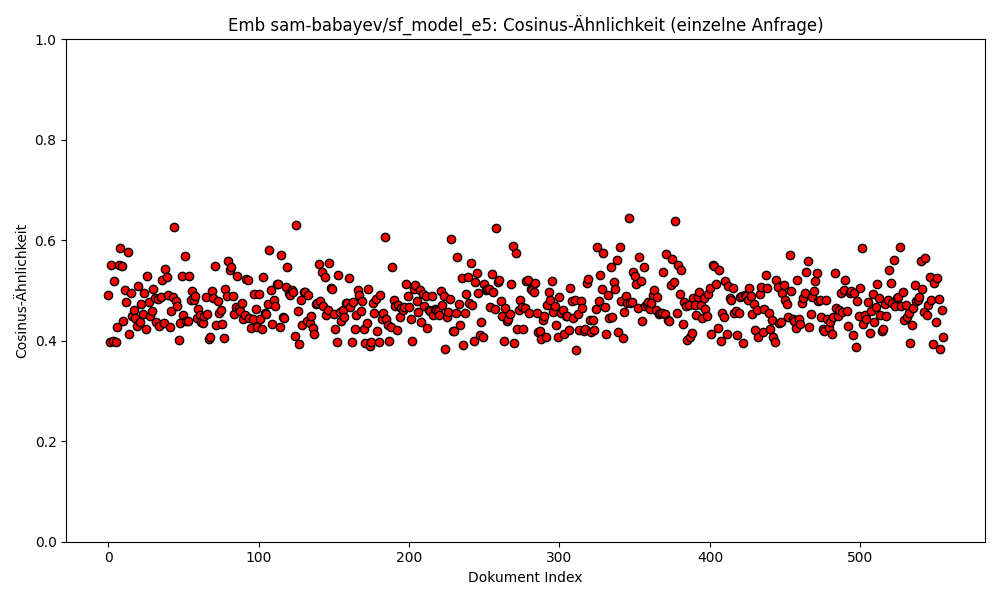 Emb sam-babayev/sf_model_e5: Cosinus-Ähnlichkeit (einzelne Anfrage)
1.0
0.8
0.6
0.4
0.2
0.0
Cosinus-Ähnlichkeit
0 100 200 300 400 500
Dokument Index